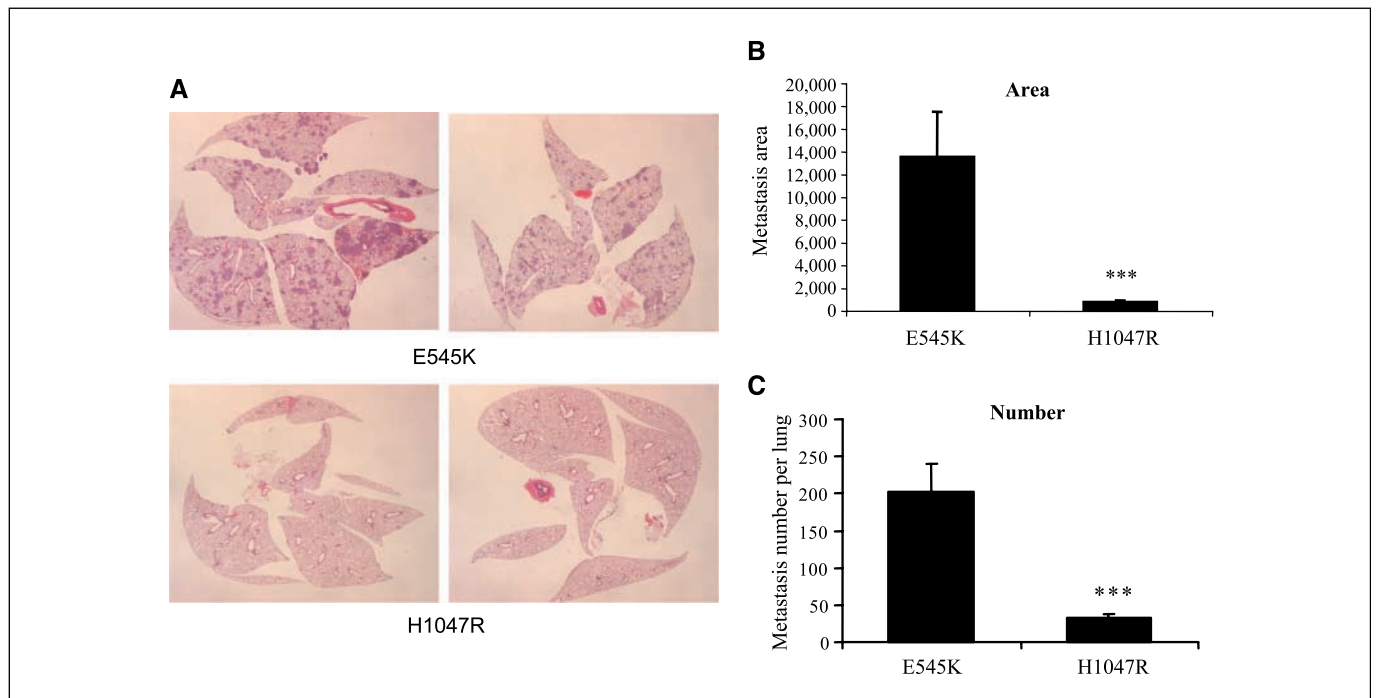 A
E545K
H1047R
B
Area
Metastasis area
20,000
18,000
16,000
14,000
12,000
10,000
8,000
6,000
4,000
2,000
0
***
E545K
H1047R
C
Number
Metastasis number per lung
300
250
200
150
100
50
0
***
E545K
H1047R